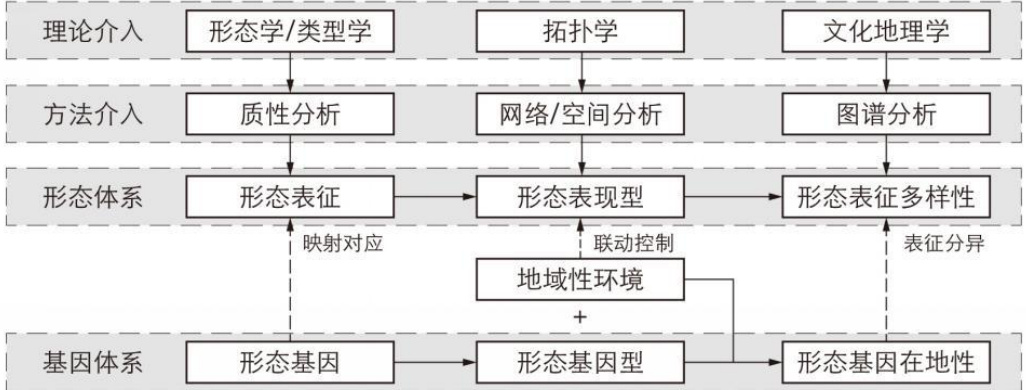 理论介入 形态学/类型学 拓扑学 文化地理学
方法介入 质性分析 网络/空间分析 图谱分析
形态体系 形态表征 形态表现型 形态表征多样性
映射对应 联动控制 表征分异
地域性环境
+
基因体系 形态基因 形态基因型 形态基因在地性